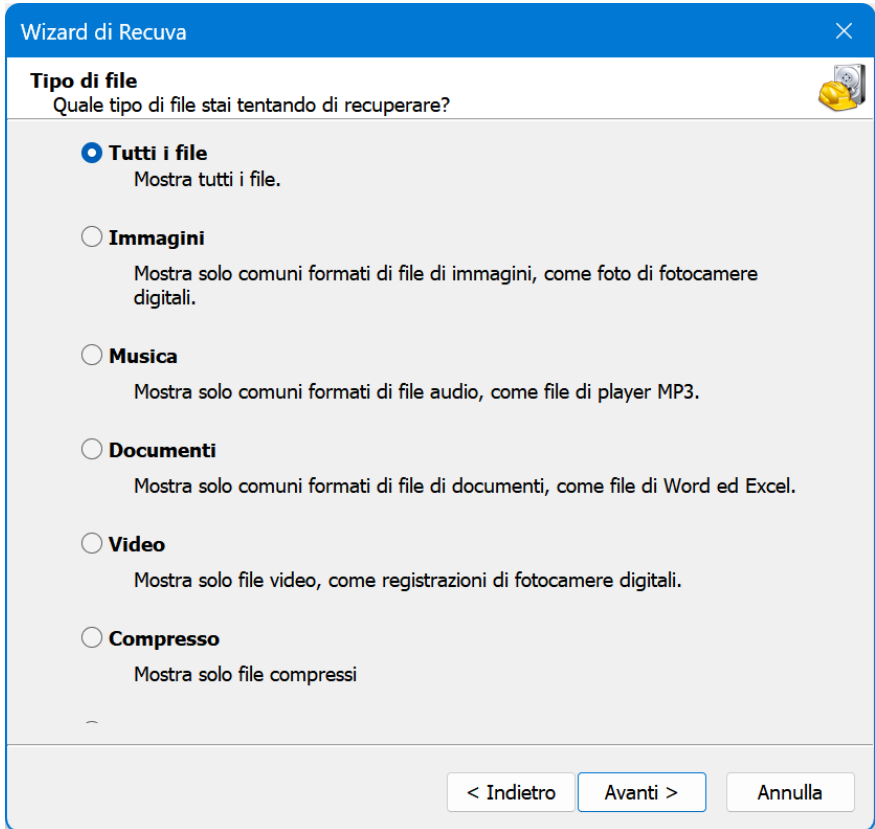 Wizard di Recuva
Tipo di file
Quale tipo di file stai tentando di recuperare?
Tutti i file
Mostra tutti i file.
Immagini
Mostra solo comuni formati di file di immagini, come foto di fotocamere
digitali.
Musica
Mostra solo comuni formati di file audio, come file di player MP3.
Documenti
Mostra solo comuni formati di file di documenti, come file di Word ed Excel.
Video
Mostra solo file video, come registrazioni di fotocamere digitali.
Compresso
Mostra solo file compressi
< Indietro Avanti > Annulla